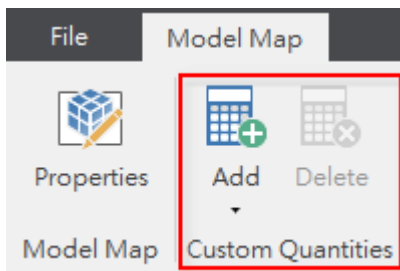 File Model Map
Properties Add Delete
Model Map Custom Quantities